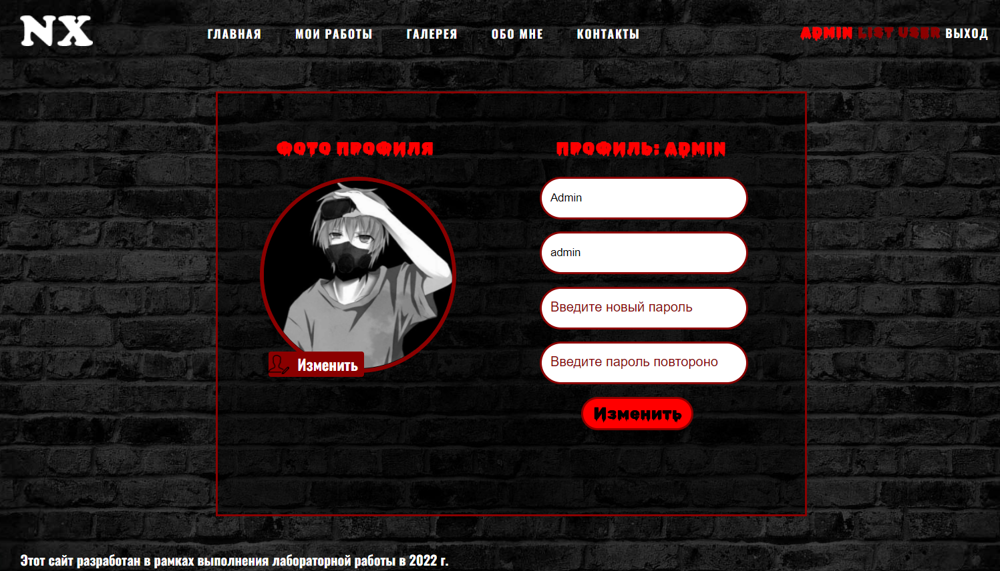 NX
ГЛАВНАЯ МОИ РАБОТЫ ГАЛЕРЕЯ ОБО МНЕ КОНТАКТЫ ADMIN LIST USER ВЫХОД
ФОТО ПРОФИЛЯ
Изменить
ПРОФИЛЬ: ADMIN
Admin
admin
Введите новый пароль
Введите пароль повтороно
Изменить
Этот сайт разработан в рамках выполнения лабораторной работы в 2022 г.